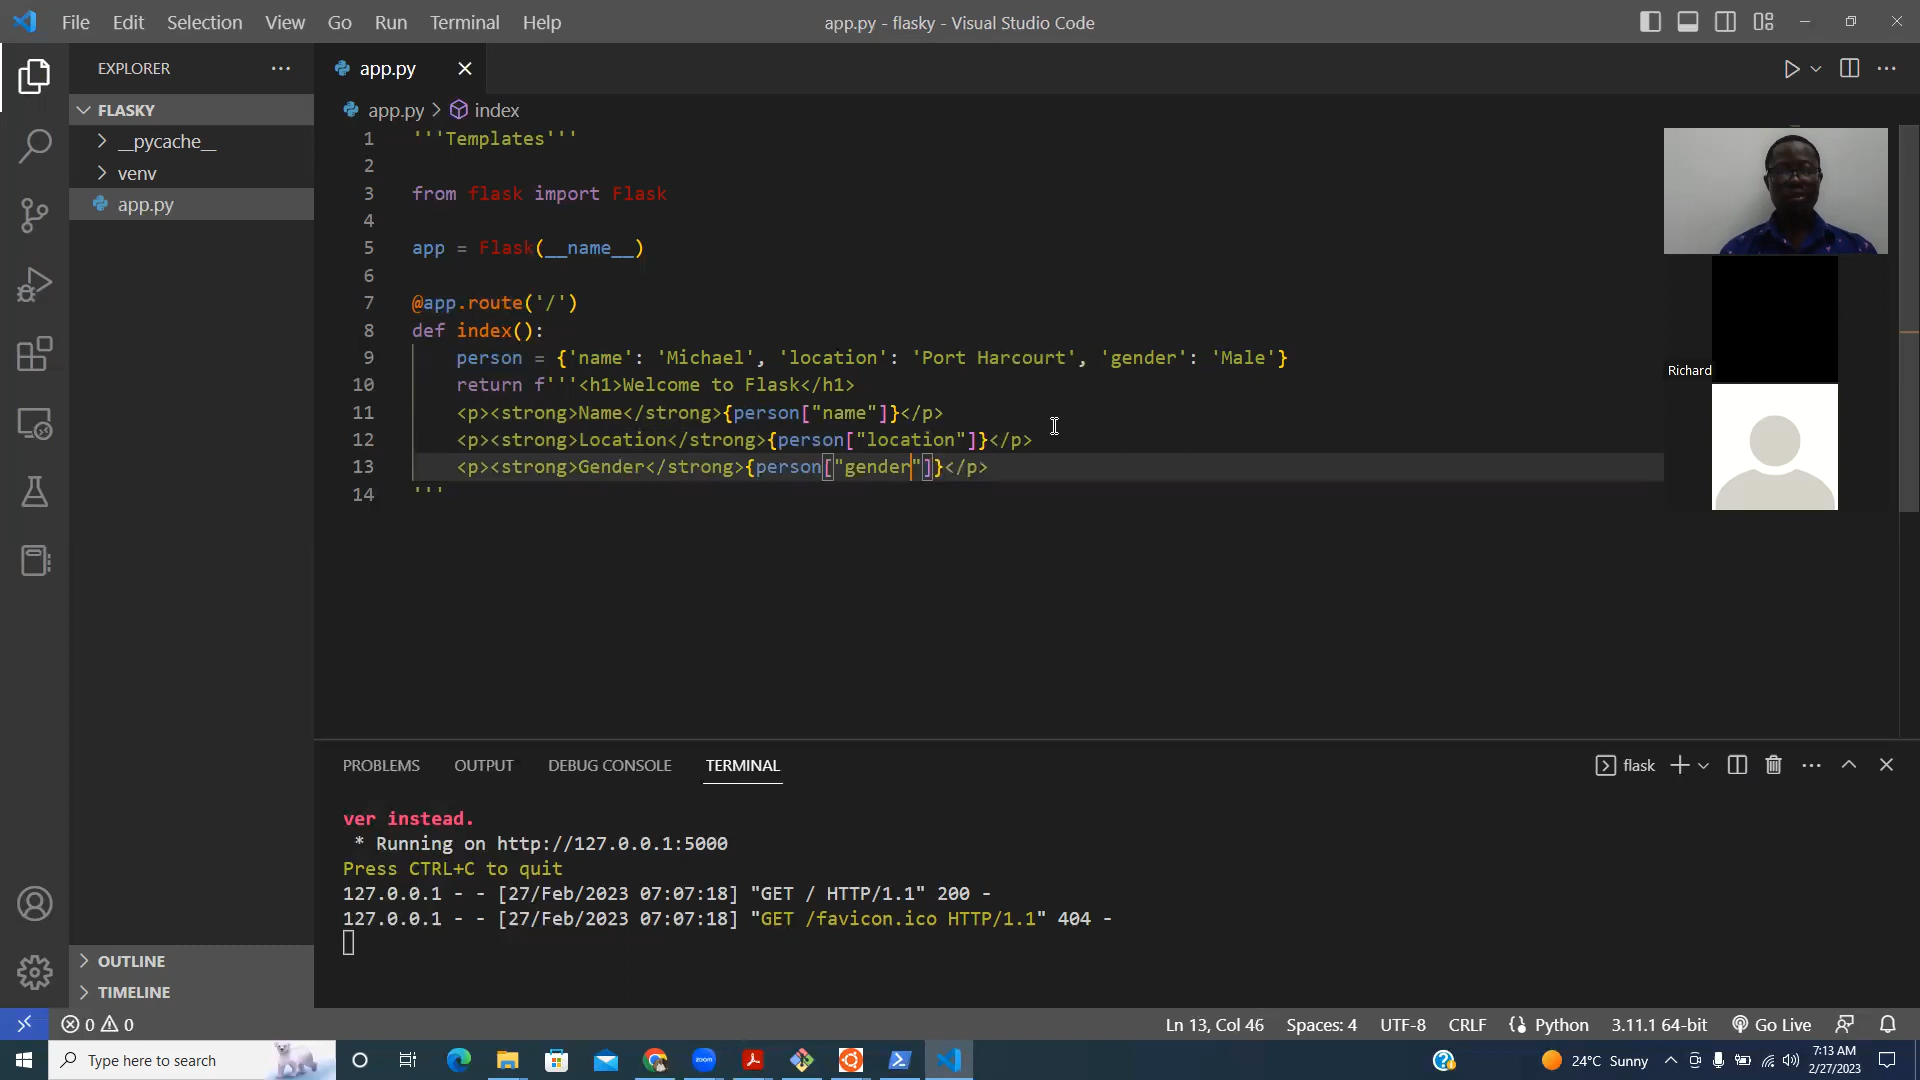 File Edit Selection View Go Run Terminal Help
app.py - flasky - Visual Studio Code
EXPLORER
app.py
FLASKY
app.py > index
__pycache__
venv
app.py
1 '''Templates'''
2
3 from flask import Flask
4
5 app = Flask(__name__)
6
7 @app.route('/')
8 def index():
9 person = {'name': 'Michael', 'location': 'Port Harcourt', 'gender': 'Male'}
10 return f'''<h1>Welcome to Flask</h1>
11 <p><strong>Name</strong>{person["name"]}</p>
12 <p><strong>Location</strong>{person["location"]}</p>
13 <p><strong>Gender</strong>{person["gender"]}</p>
14 '''
Richard
PROBLEMS OUTPUT DEBUG CONSOLE TERMINAL
flask
ver instead.
* Running on http://127.0.0.1:5000
Press CTRL+C to quit
127.0.0.1 - - [27/Feb/2023 07:07:18] "GET / HTTP/1.1" 200 -
127.0.0.1 - - [27/Feb/2023 07:07:18] "GET /favicon.ico HTTP/1.1" 404 -
OUTLINE
TIMELINE
0 0
Ln 13, Col 46 Spaces: 4 UTF-8 CRLF Python 3.11.1 64-bit Go Live
Type here to search
zoom
24°C Sunny
7:13 AM
2/27/2023